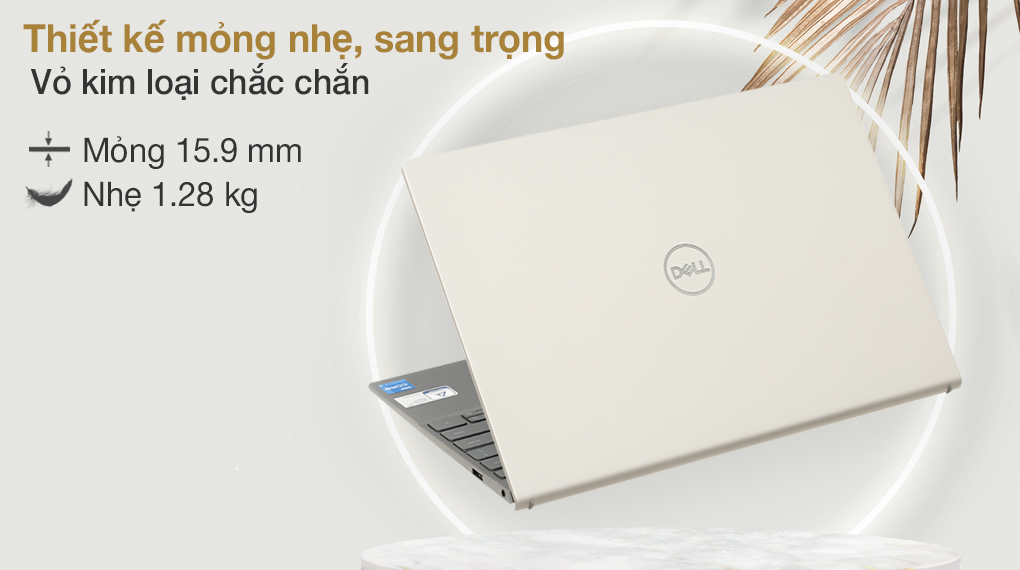 Thiết kế mỏng nhẹ, sang trọng
Vỏ kim loại chắc chắn
Mỏng 15.9 mm
Nhẹ 1.28 kg
DELL